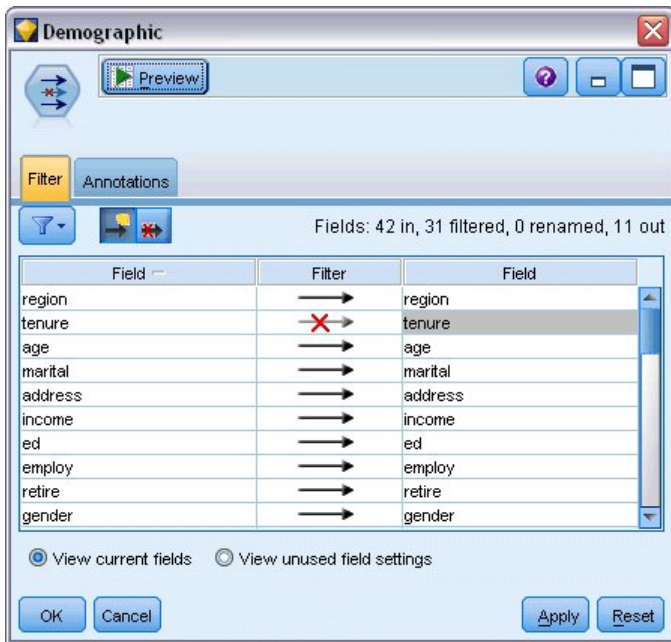 Demographic
Preview
Filter Annotations
Fields: 42 in, 31 filtered, 0 renamed, 11 out
Field Filter Field
region region
tenure tenure
age age
marital marital
address address
income income
ed ed
employ employ
retire retire
gender gender
View current fields View unused field settings
OK Cancel Apply Reset